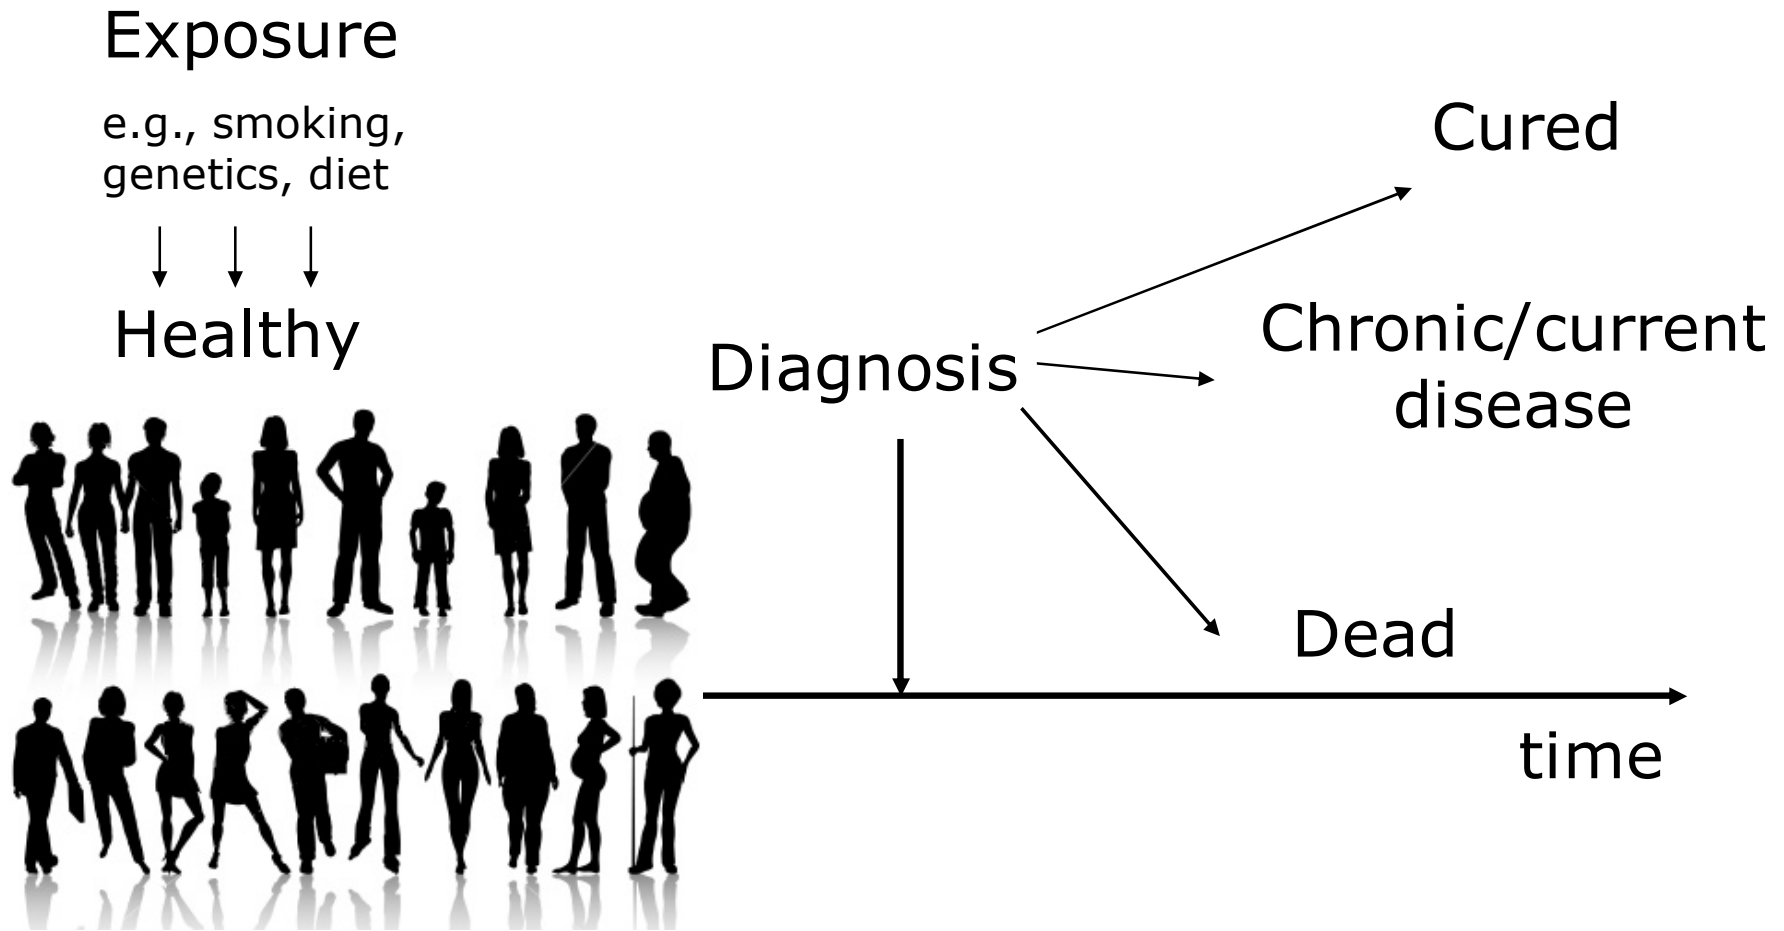 Exposure
e.g., smoking,
genetics, diet
Healthy
Diagnosis
Cured
Chronic/current
disease
Dead
time